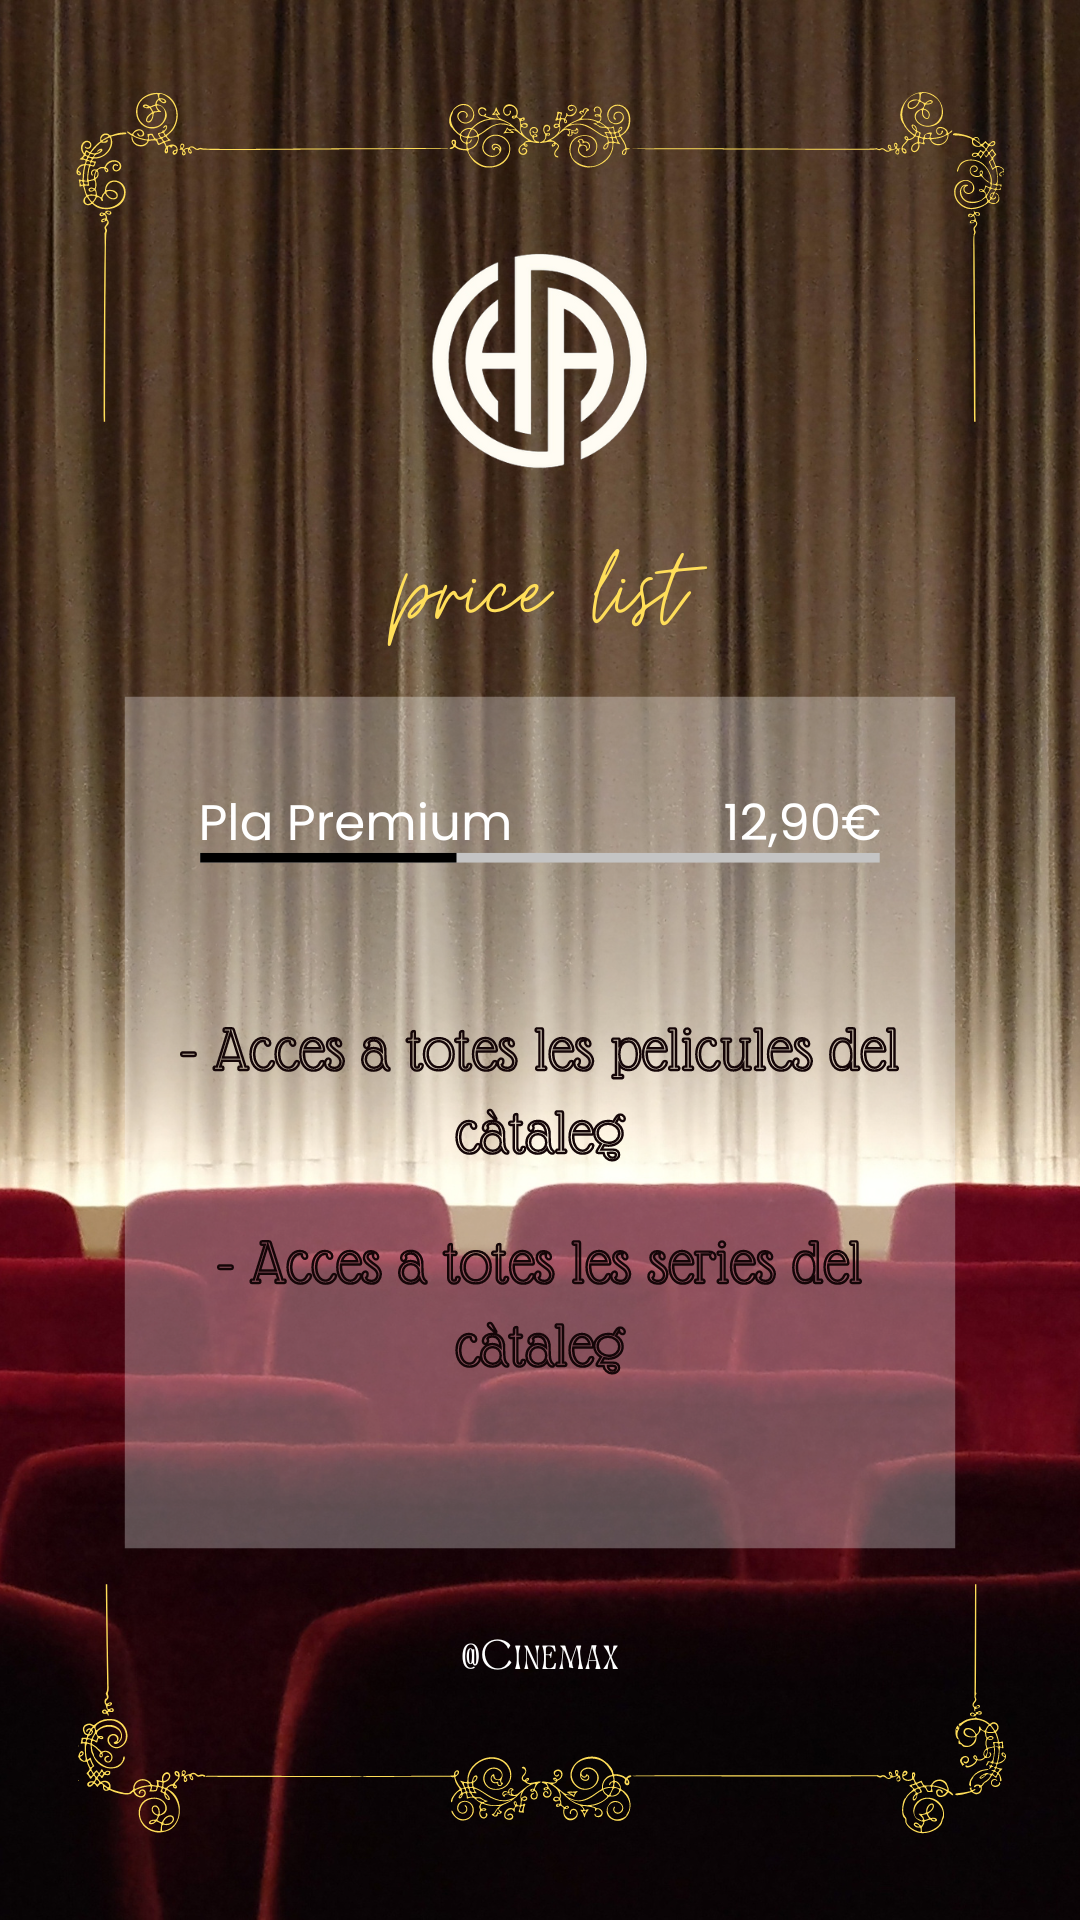 HA
price list
Pla Premium 12,90€
- Acces a totes les pelicules del
càtaleg
- Acces a totes les series del
càtaleg
@Cinemax